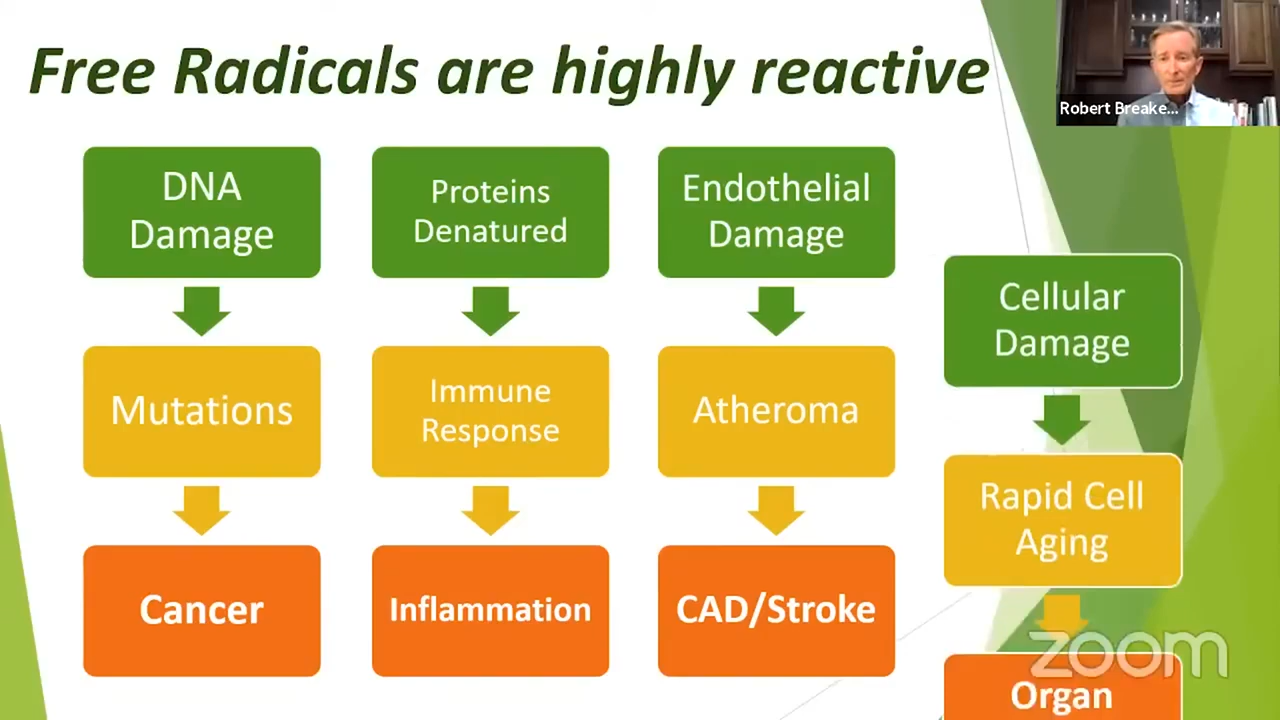 Free Radicals are highly reactive
Robert Breake...
DNA
Damage
Mutations
Cancer
Proteins
Denatured
Immune
Response
Inflammation
Endothelial
Damage
Atheroma
CAD/Stroke
Cellular
Damage
Rapid Cell
Aging
Organ
zoom